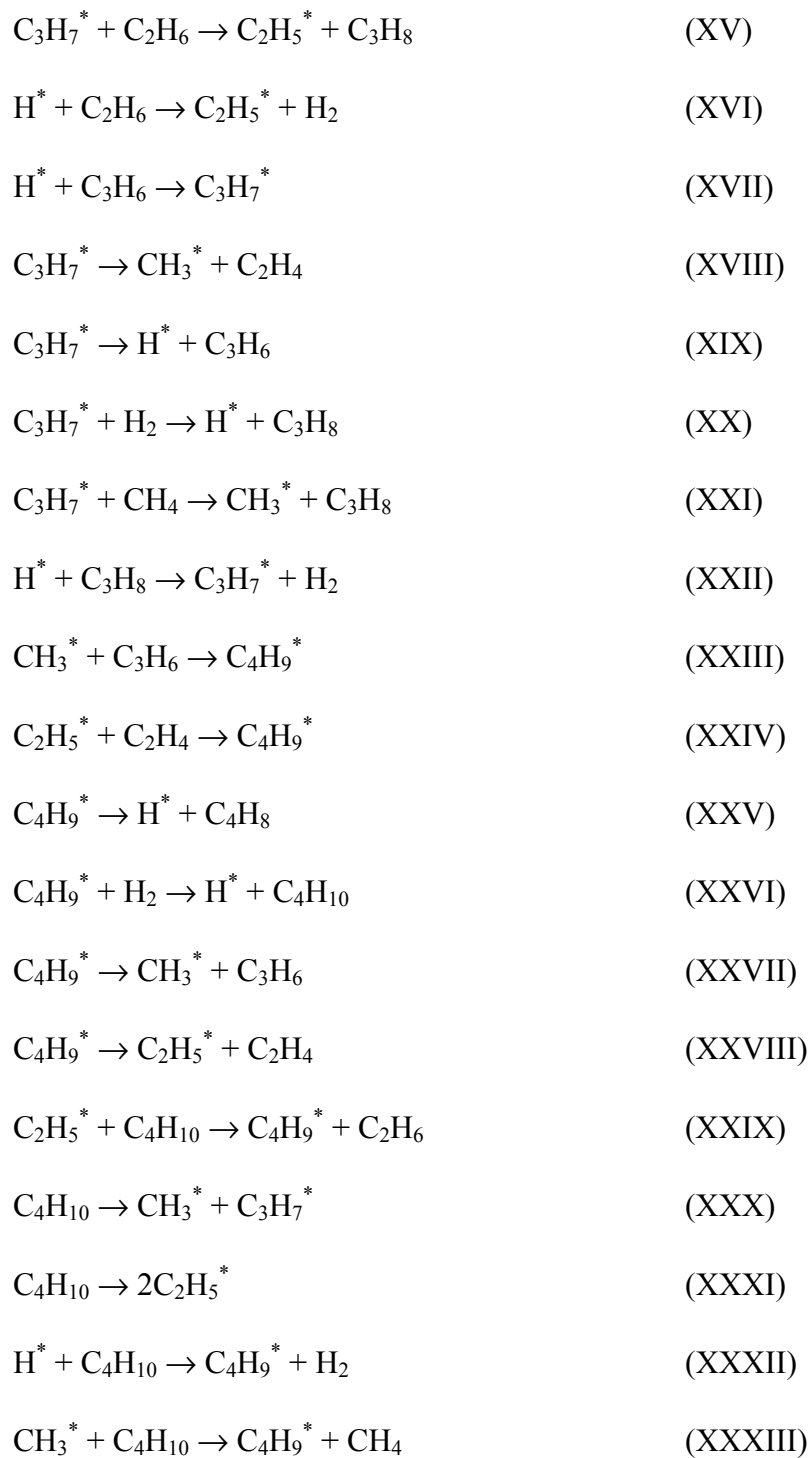 C₃H₇* + C₂H₆ → C₂H₅* + C₃H₈ (XV)
H* + C₂H₆ → C₂H₅* + H₂ (XVI)
H* + C₃H₆ → C₃H₇* (XVII)
C₃H₇* → CH₃* + C₂H₄ (XVIII)
C₃H₇* → H* + C₃H₆ (XIX)
C₃H₇* + H₂ → H* + C₃H₈ (XX)
C₃H₇* + CH₄ → CH₃* + C₃H₈ (XXI)
H* + C₃H₈ → C₃H₇* + H₂ (XXII)
CH₃* + C₃H₆ → C₄H₉* (XXIII)
C₂H₅* + C₂H₄ → C₄H₉* (XXIV)
C₄H₉* → H* + C₄H₈ (XXV)
C₄H₉* + H₂ → H* + C₄H₁₀ (XXVI)
C₄H₉* → CH₃* + C₃H₆ (XXVII)
C₄H₉* → C₂H₅* + C₂H₄ (XXVIII)
C₂H₅* + C₄H₁₀ → C₄H₉* + C₂H₆ (XXIX)
C₄H₁₀ → CH₃* + C₃H₇* (XXX)
C₄H₁₀ → 2C₂H₅* (XXXI)
H* + C₄H₁₀ → C₄H₉* + H₂ (XXXII)
CH₃* + C₄H₁₀ → C₄H₉* + CH₄ (XXXIII)